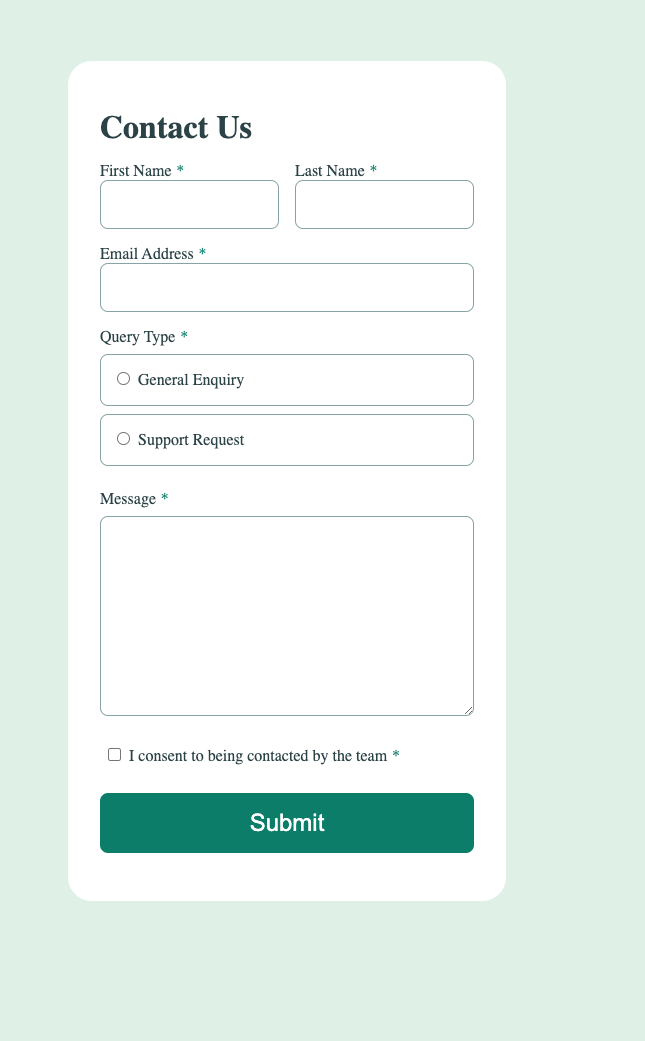 Contact Us
First Name * Last Name *
Email Address *
Query Type *
General Enquiry
Support Request
Message *
I consent to being contacted by the team *
Submit